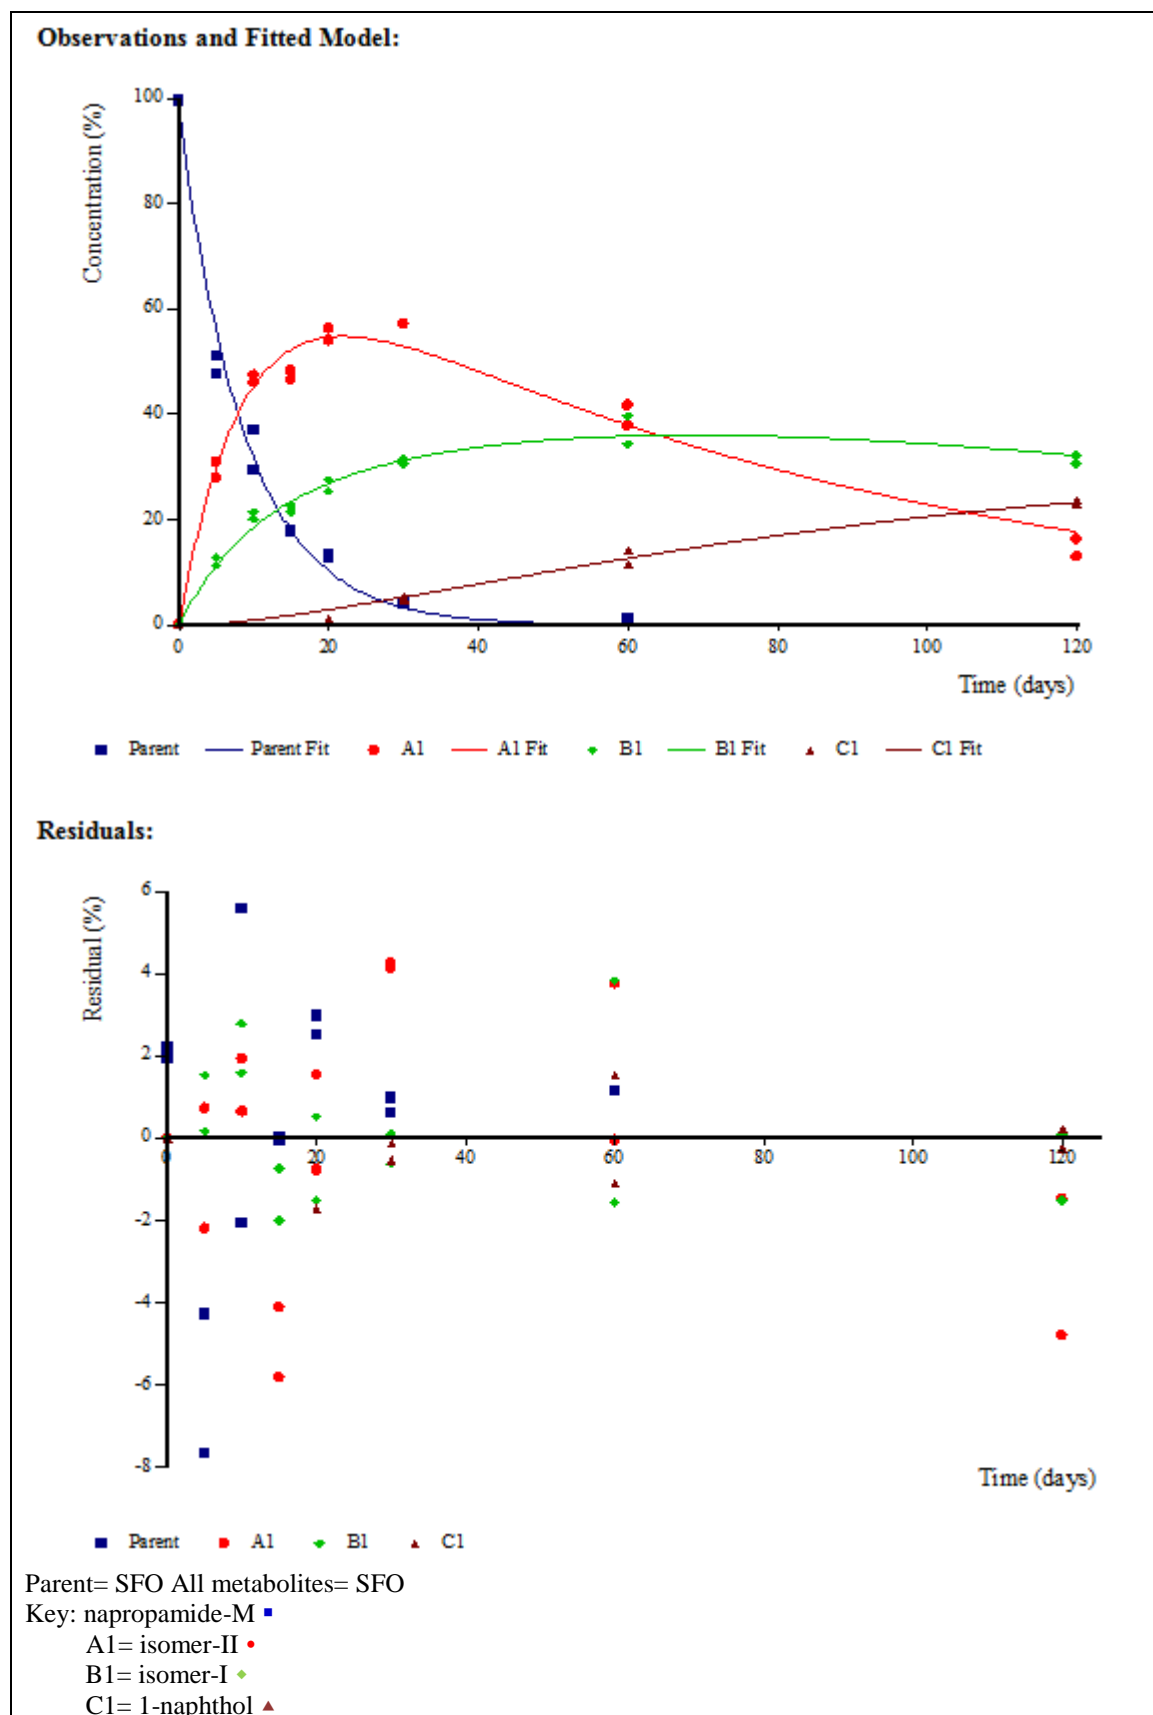 Observations and Fitted Model:
Concentration (%)
100
80
60
40
20
0
0 20 40 60 80 100 120
Time (days)
Parent Parent Fit A1 A1 Fit B1 B1 Fit C1 C1 Fit
Residuals:
Residual (%)
6
4
2
0
-2
-4
-6
-8
0 20 40 60 80 100 120
Time (days)
Parent A1 B1 C1
Parent= SFO All metabolites= SFO
Key: napropamide-M
A1= isomer-II
B1= isomer-I
C1= 1-naphthol